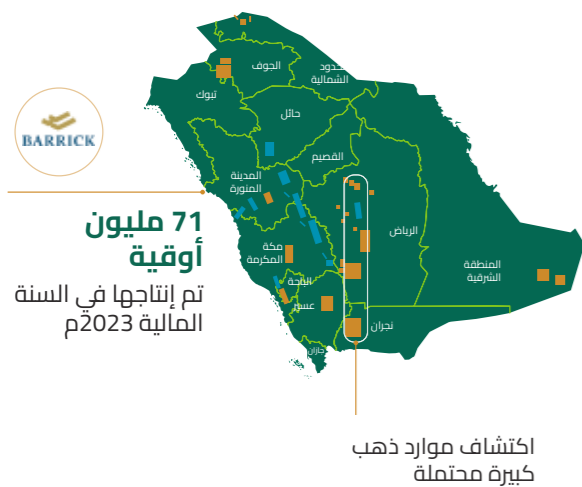 الجوف
الحدود
الشمالية
تبوك
حائل
BARRICK
القصيم
المدينة
المنورة
71 مليون
أوقية
تم إنتاجها في السنة
المالية 2023م
الرياض
مكة
المكرمة
المنطقة
الشرقية
الباحة
عسير
نجران
جازان
اكتشاف موارد ذهب
كبيرة محتملة